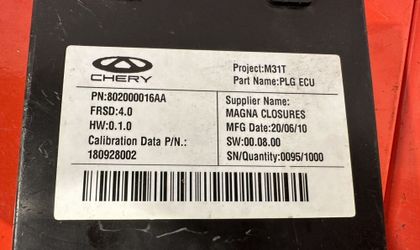 CHERY
Project:M31T
Part Name:PLG ECU
PN:802000016AA
FRSD:4.0
HW:0.1.0
Calibration Data P/N.:
180928002
Supplier Name:
MAGNA CLOSURES
MFG Date:20/06/10
SW:00.08.00
SN/Quantity:0095/1000